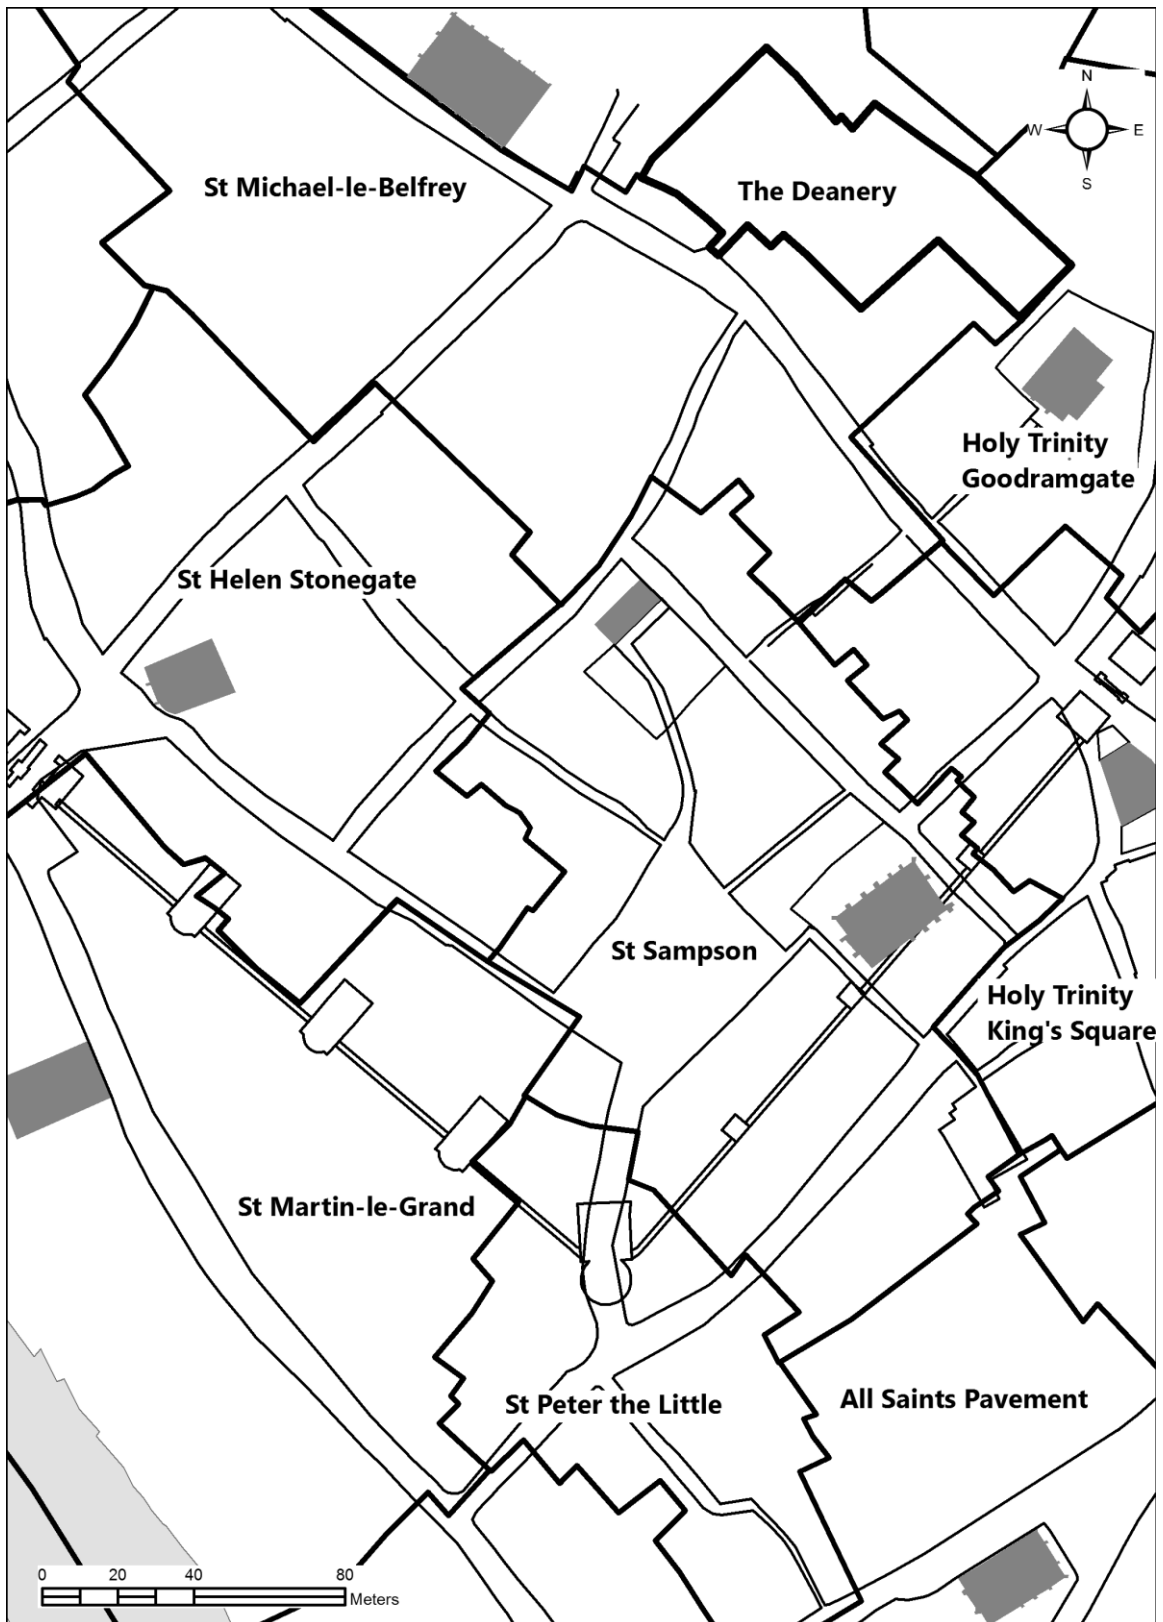 N
W E
S
St Michael-le-Belfrey
The Deanery
Holy Trinity
Goodramgate
St Helen Stonegate
St Sampson
Holy Trinity
King's Square
St Martin-le-Grand
St Peter the Little
All Saints Pavement
0 20 40 80
Meters